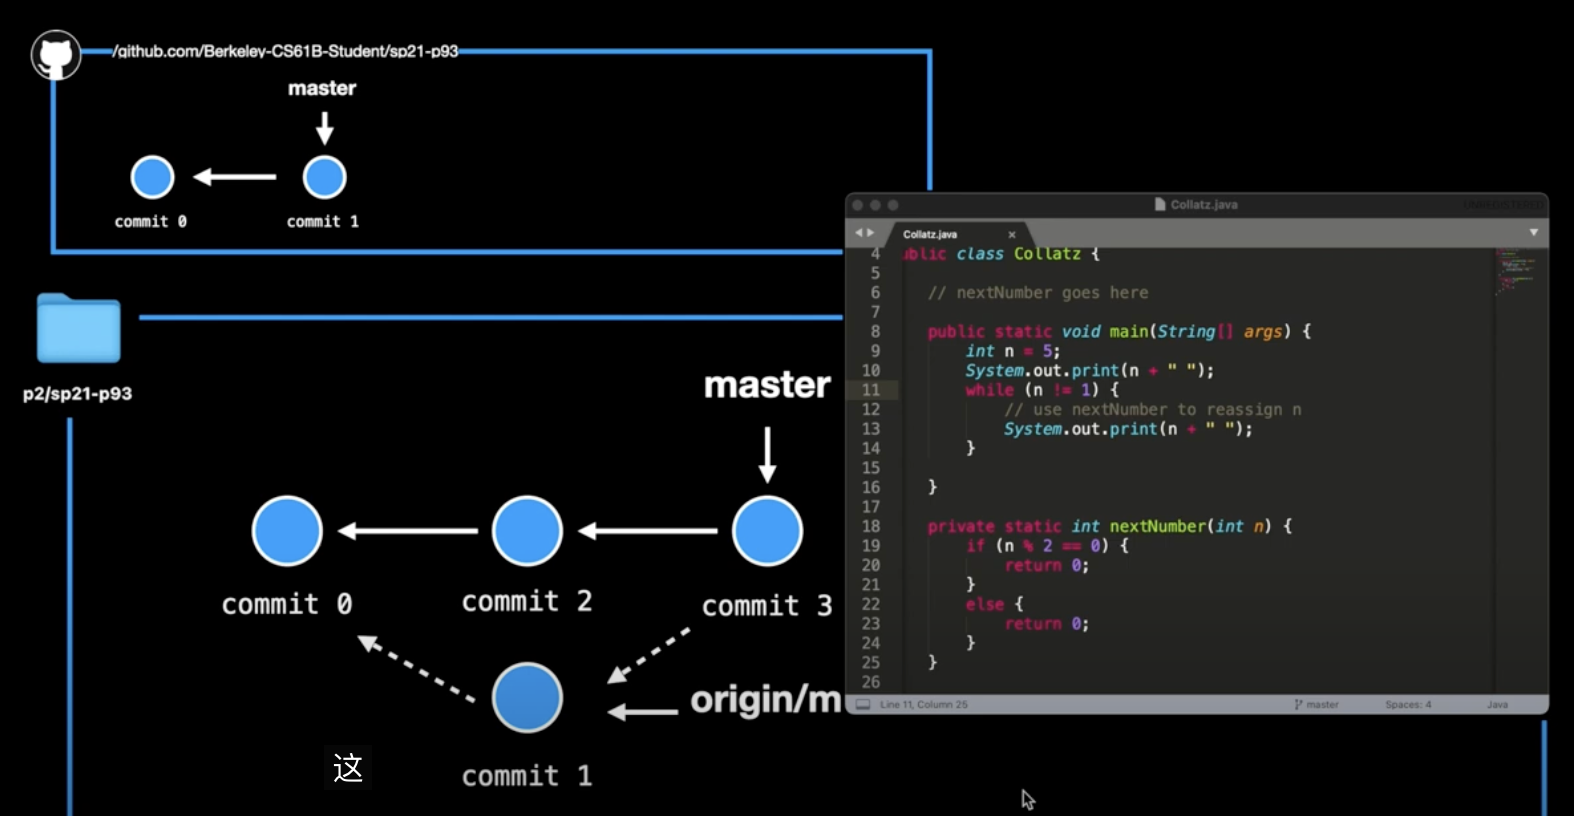 /github.com/Berkeley-CS61B-Student/sp21-p93
master
commit 0
commit 1
p2/sp21-p93
master
commit 0
commit 2
commit 3
origin/m
commit 1
这
Collatz.java
UNREGISTERED
Collatz.java
4 ublic class Collatz {
5
6 // nextNumber goes here
7
8 public static void main(String[] args) {
9 int n = 5;
10 System.out.print(n + " ");
11 while (n != 1) {
12 // use nextNumber to reassign n
13 System.out.print(n + " ");
14 }
15
16 }
17
18 private static int nextNumber(int n) {
19 if (n % 2 == 0) {
20 return 0;
21 }
22 else {
23 return 0;
24 }
25 }
26
Line 11, Column 25
master
Spaces: 4
Java